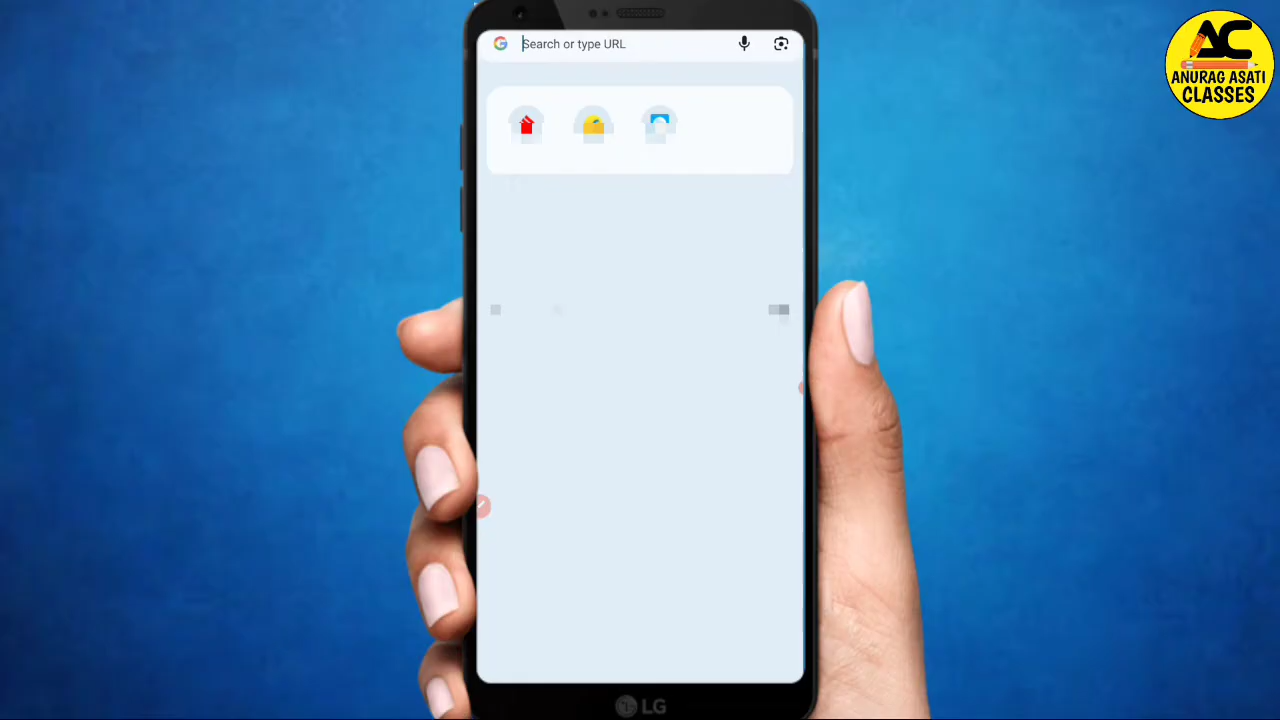 Search or type URL
AC
ANURAG ASATI
CLASSES
LG